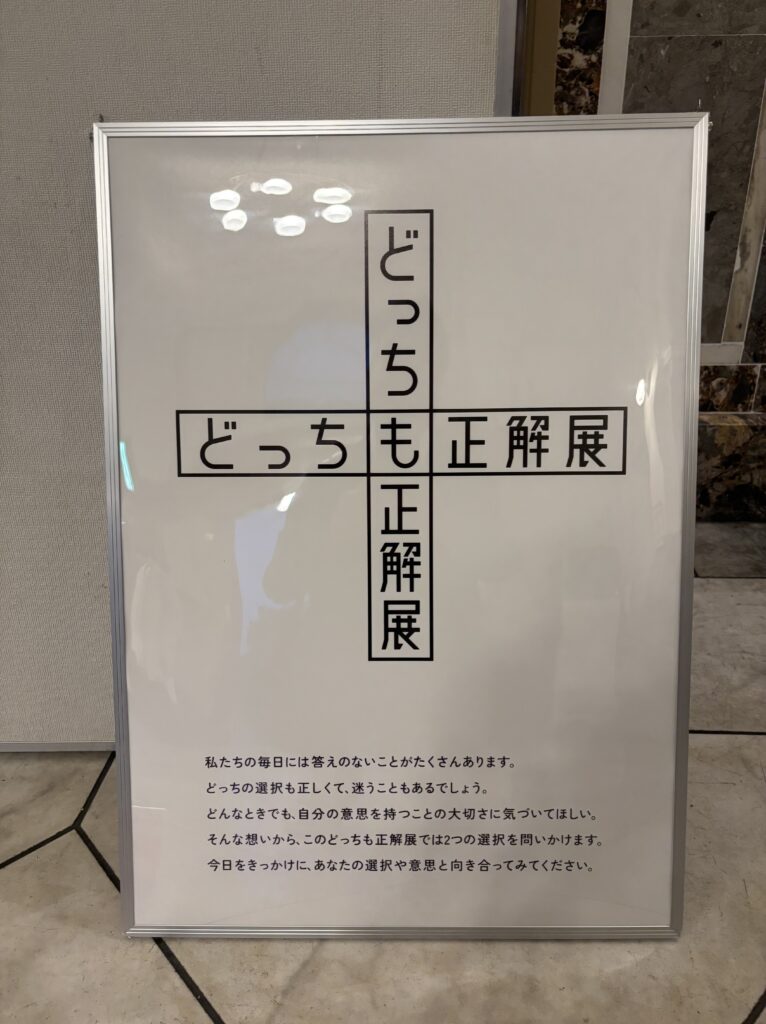 どっちも正解展
どっちも正解展
私たちの毎日には答えのないことがたくさんあります。
どっちの選択も正しくて、迷うこともあるでしょう。
どんなときでも、自分の意思を持つことの大切さに気づいてほしい。
そんな想いから、このどっちも正解展では2つの選択を問いかけます。
今日をきっかけに、あなたの選択や意思と向き合ってみてください。